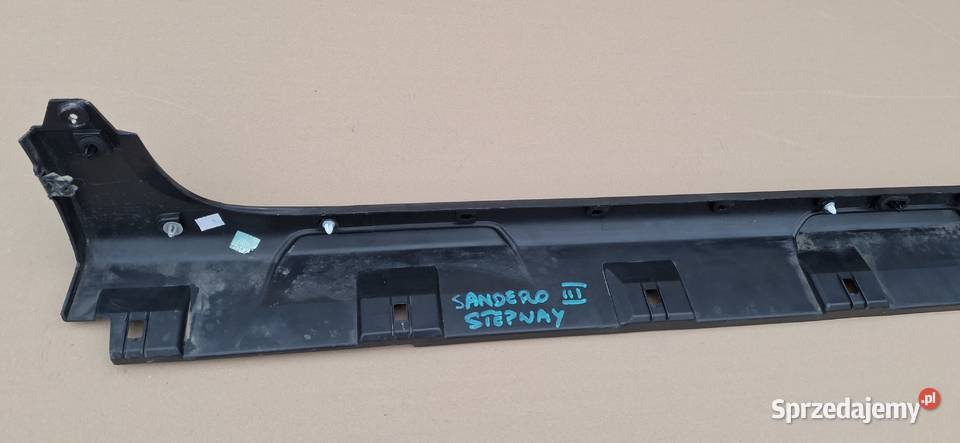 SANDERO III
STEPWAY
Sprzedajemy.pl